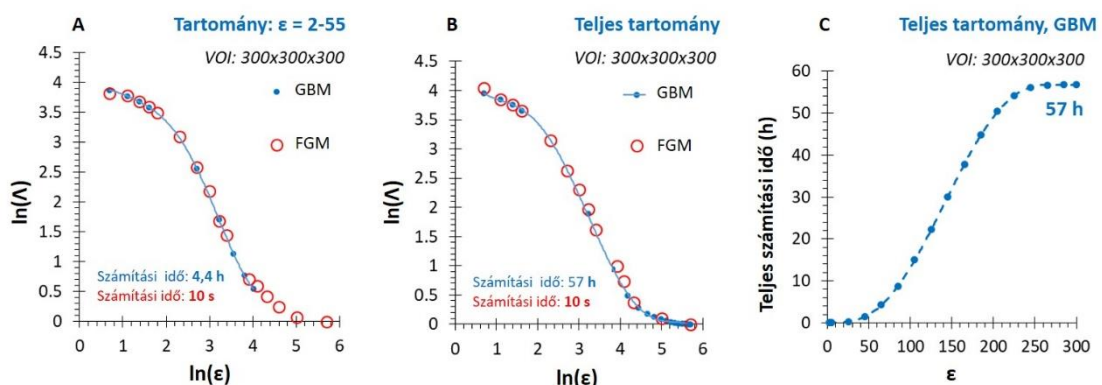 A
Tartomány: ε = 2-55
VOI: 300x300x300
4.5
4
3.5
3
2.5
2
1.5
1
0.5
0
ln(Λ)
GBM
FGM
Számítási idő: 4,4 h
Számítási idő: 10 s
0 1 2 3 4 5 6
ln(ε)
B
Teljes tartomány
VOI: 300x300x300
4.5
4
3.5
3
2.5
2
1.5
1
0.5
0
ln(Λ)
GBM
FGM
Számítási idő: 57 h
Számítási idő: 10 s
0 1 2 3 4 5 6
ln(ε)
C
Teljes tartomány, GBM
VOI: 300x300x300
60
50
40
30
20
10
0
Teljes számítási idő (h)
57 h
0 50 100 150 200 250 300
ε